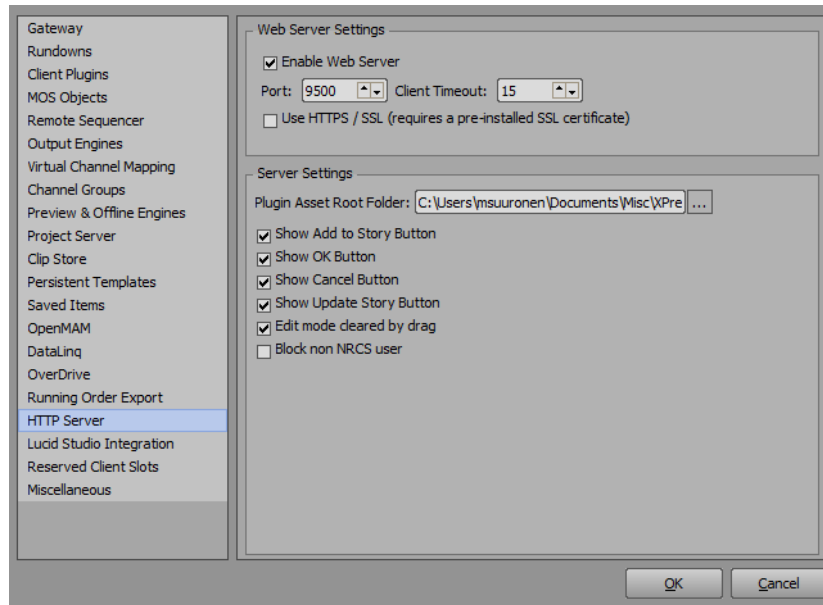 Gateway
Rundowns
Client Plugins
MOS Objects
Remote Sequencer
Output Engines
Virtual Channel Mapping
Channel Groups
Preview & Offline Engines
Project Server
Clip Store
Persistent Templates
Saved Items
OpenMAM
DataLinq
OverDrive
Running Order Export
HTTP Server
Lucid Studio Integration
Reserved Client Slots
Miscellaneous
Web Server Settings
Enable Web Server
Port: 9500 Client Timeout: 15
Use HTTPS / SSL (requires a pre-installed SSL certificate)
Server Settings
Plugin Asset Root Folder: C:\Users\msuuronen\Documents\Misc\XPre ...
Show Add to Story Button
Show OK Button
Show Cancel Button
Show Update Story Button
Edit mode cleared by drag
Block non NRCS user
OK Cancel